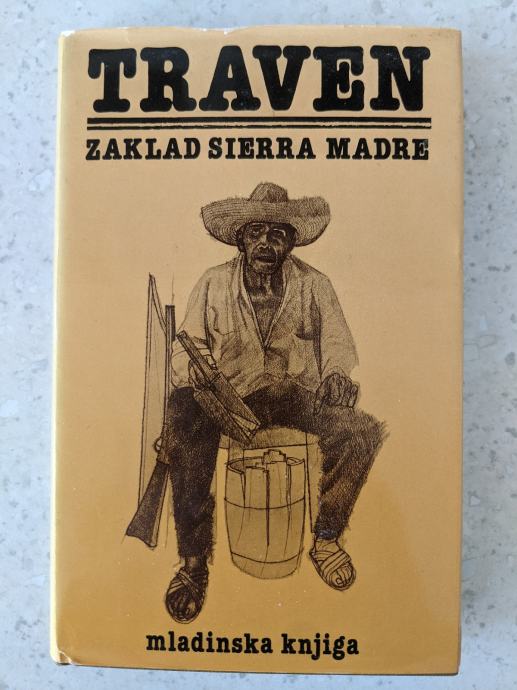 TRAVEN
ZAKLAD SIERRA MADRE
mladinska knjiga